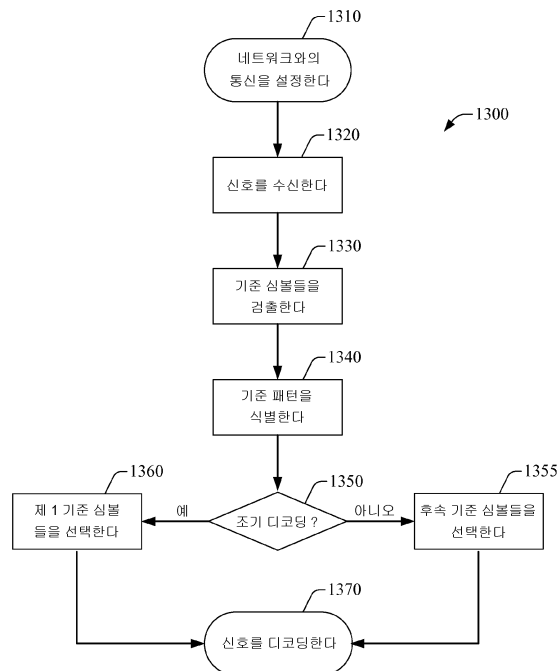 1310
네트워크와의
통신을 설정한다
1300
1320
신호를 수신한다
1330
기준 심볼들을
검출한다
1340
기준 패턴을
식별한다
1350
조기 디코딩 ?
예
아니오
1360
제 1 기준 심볼
들을 선택한다
1355
후속 기준 심볼들을
선택한다
1370
신호를 디코딩한다